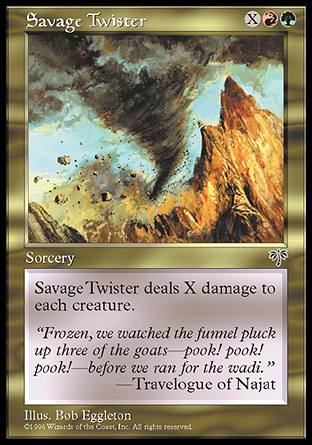 Savage Twister X
Sorcery
Savage Twister deals X damage to
each creature.
“Frozen, we watched the funnel pluck
up three of the goats—pook! pook!
pook!—before we ran for the wadi.”
—Travelogue of Najat
Illus. Bob Eggleton
©1996 Wizards of the Coast, Inc. All rights reserved.